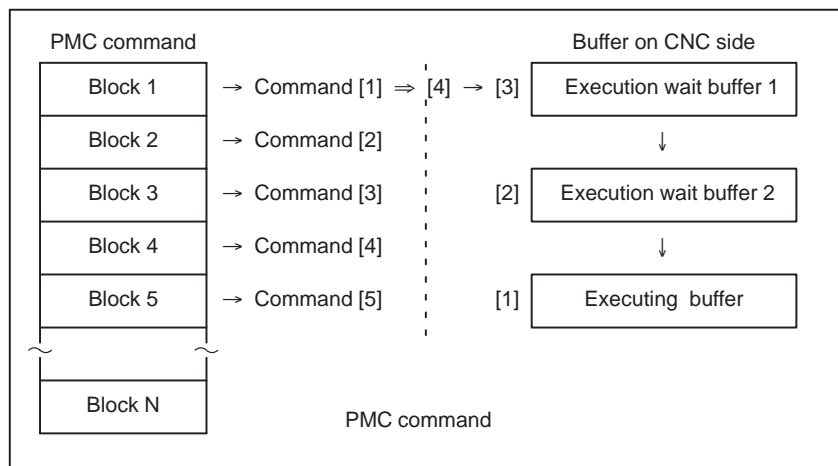 PMC command Buffer on CNC side
Block 1 → Command [1] ⇒ [4] → [3] Execution wait buffer 1
↓
Block 2 → Command [2]
Block 3 → Command [3] [2] Execution wait buffer 2
↓
Block 4 → Command [4]
Block 5 → Command [5] [1] Executing buffer
Block N
PMC command